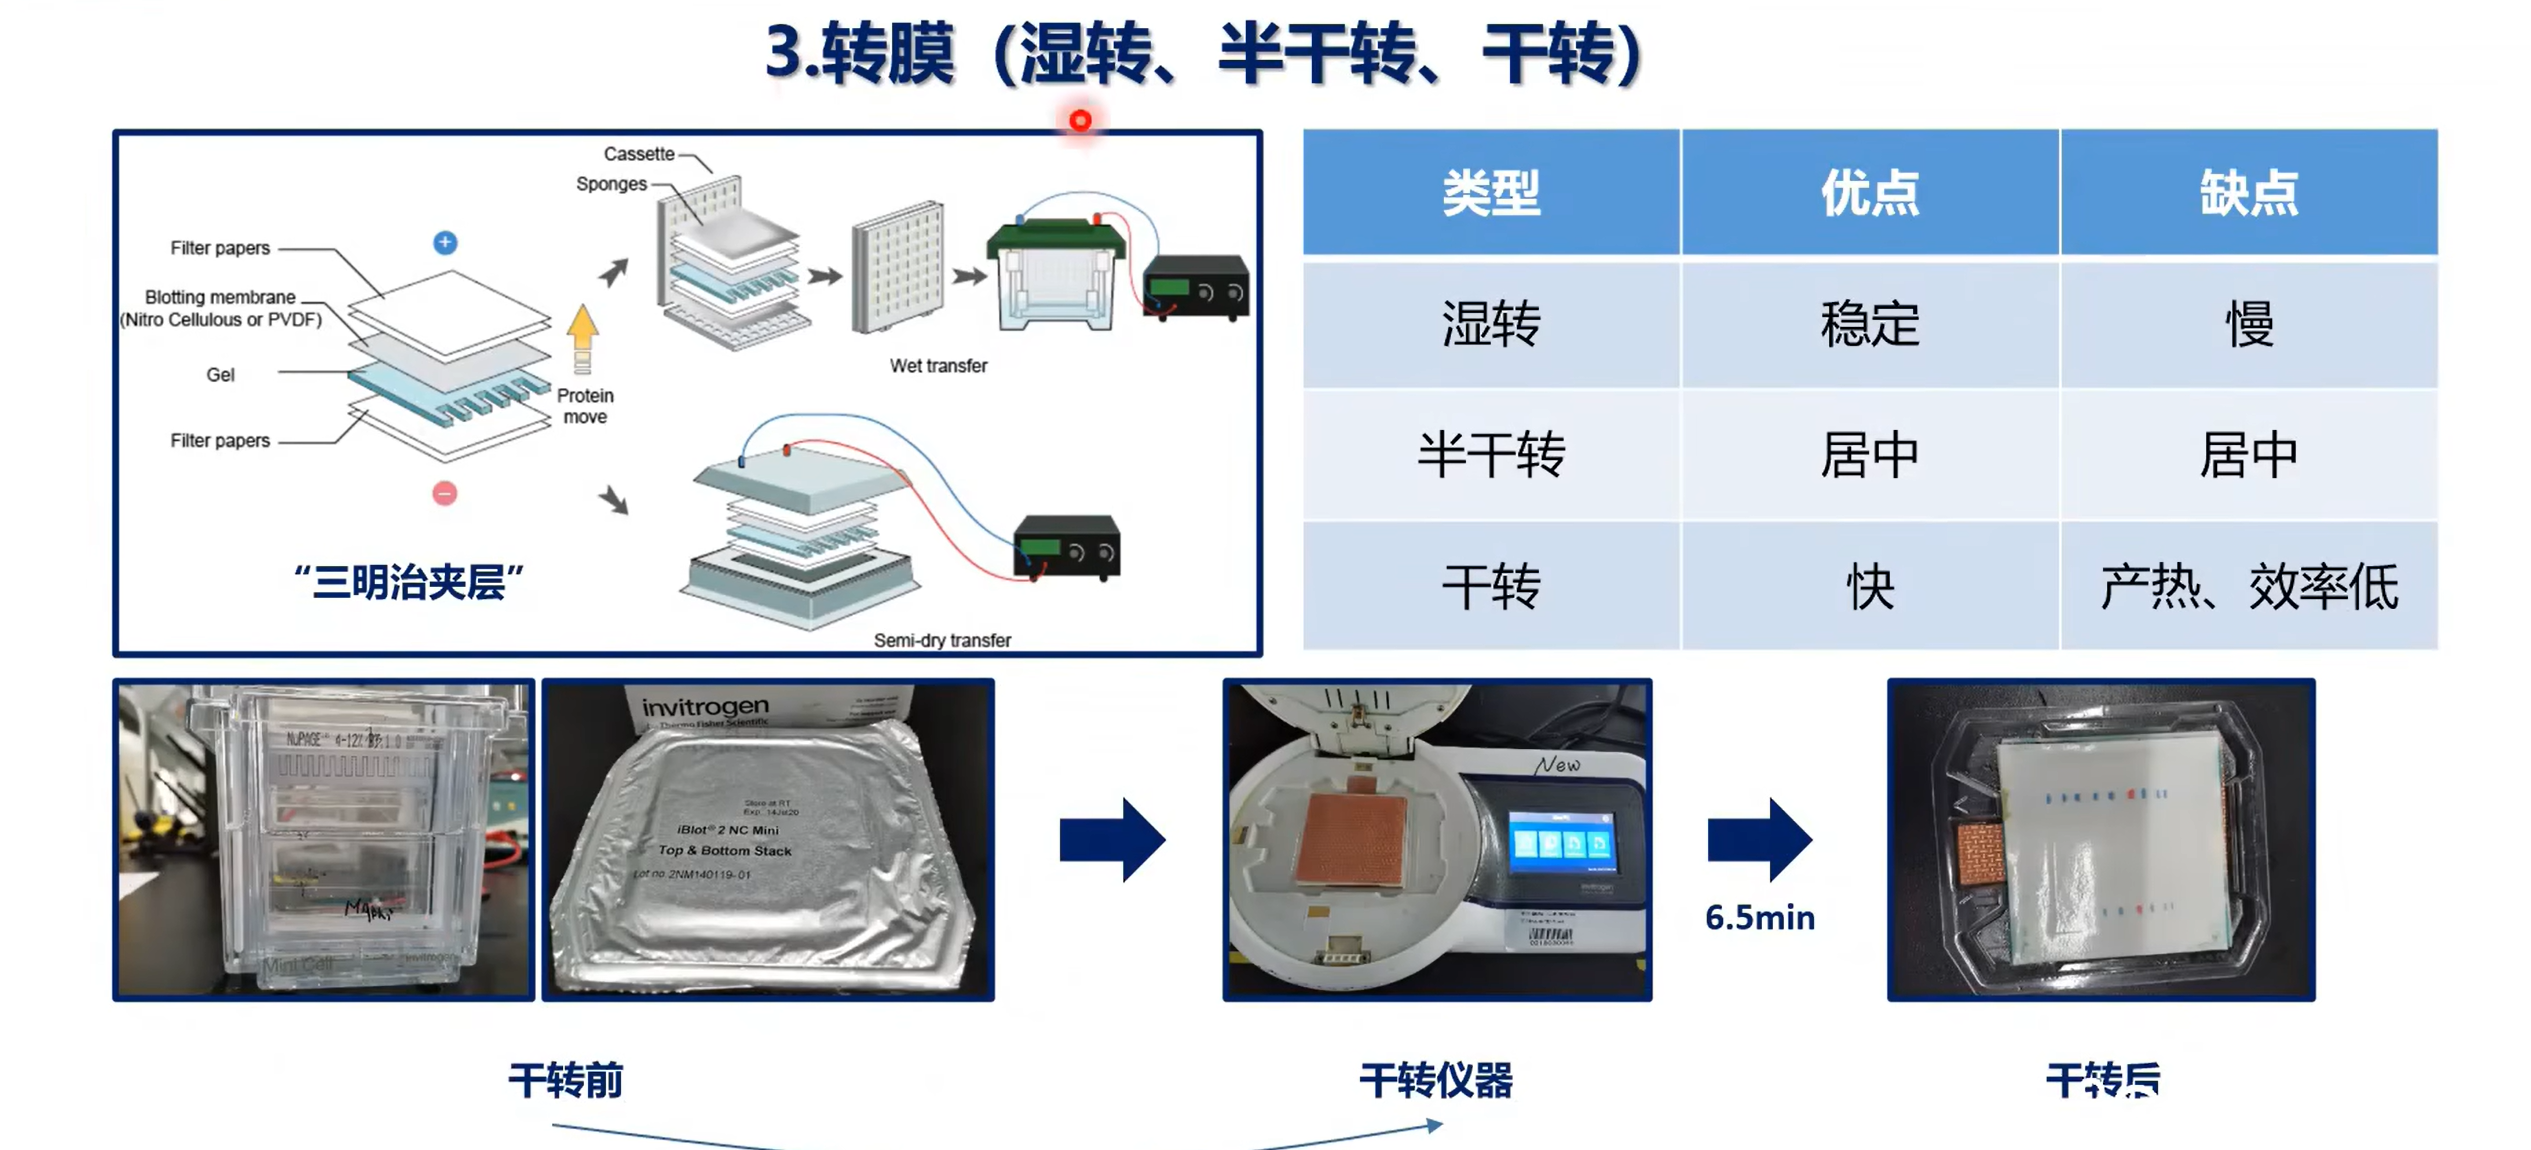 3.转膜（湿转、半干转、干转）
Cassette
Sponges
Filter papers
Blotting membrane
(Nitro Cellulous or PVDF)
Gel
Filter papers
Protein
move
Wet transfer
Semi-dry transfer
“三明治夹层”
类型 优点 缺点
湿转 稳定 慢
半干转 居中 居中
干转 快 产热、效率低
NuPAGE 4-12%
Mini Cell
invitrogen
invitrogen
by Thermo Fisher Scientific
Store at RT
iBlot® 2 NC Mini
Top & Bottom Stack
Lot no 2NM140119-01
New
invitrogen
6.5min
干转前
干转仪器
干转后